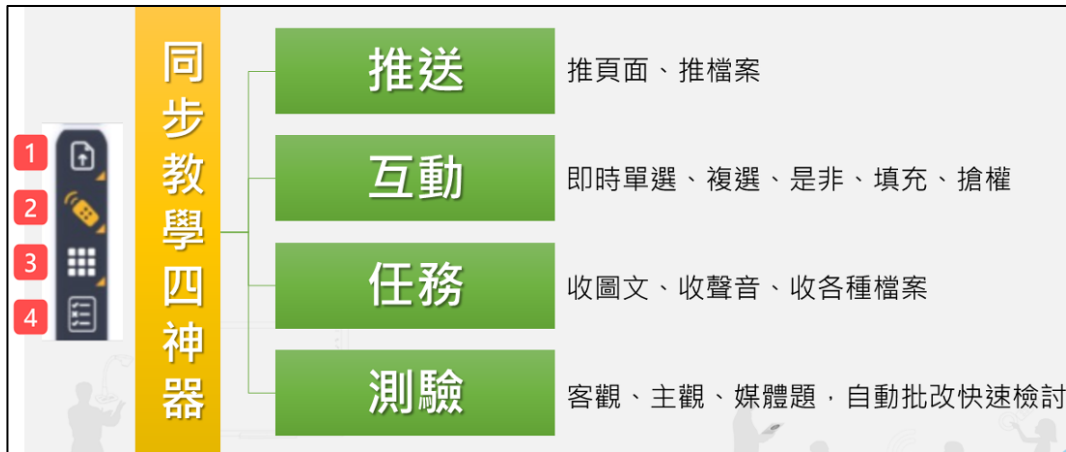 同步教學四神器
1
2
3
4
推送
推頁面、推檔案
互動
即時單選、複選、是非、填充、搶權
任務
收圖文、收聲音、收各種檔案
測驗
客觀、主觀、媒體題，自動批改快速檢討